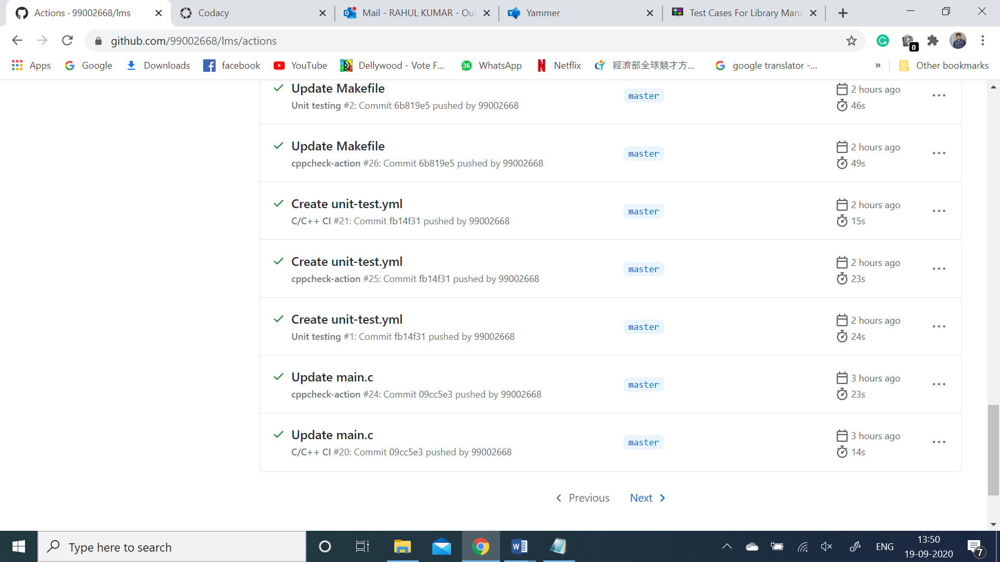 Actions · 99002668/lms
Codacy
Mail - RAHUL KUMAR - Out
Yammer
Test Cases For Library Mana
github.com/99002668/lms/actions
0
Apps
Google
Downloads
facebook
YouTube
Dellywood - Vote F...
36
WhatsApp
Netflix
經濟部全球競才方...
google translator -...
»
Other bookmarks
Update Makefile
Unit testing #2: Commit 6b819e5 pushed by 99002668
master
2 hours ago
46s
Update Makefile
cppcheck-action #26: Commit 6b819e5 pushed by 99002668
master
2 hours ago
49s
Create unit-test.yml
C/C++ CI #21: Commit fb14f31 pushed by 99002668
master
2 hours ago
15s
Create unit-test.yml
cppcheck-action #25: Commit fb14f31 pushed by 99002668
master
2 hours ago
23s
Create unit-test.yml
Unit testing #1: Commit fb14f31 pushed by 99002668
master
2 hours ago
24s
Update main.c
cppcheck-action #24: Commit 09cc5e3 pushed by 99002668
master
3 hours ago
23s
Update main.c
C/C++ CI #20: Commit 09cc5e3 pushed by 99002668
master
3 hours ago
14s
Previous
Next
Type here to search
ENG
13:50
19-09-2020
7